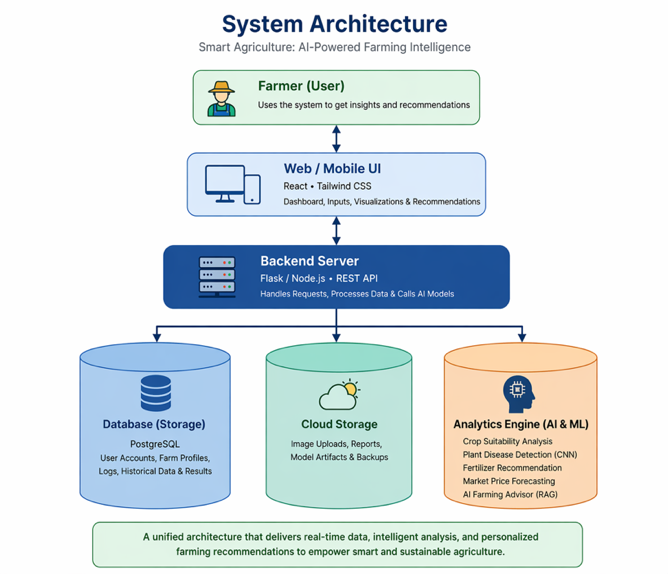 System Architecture
Smart Agriculture: AI-Powered Farming Intelligence
Farmer (User)
Uses the system to get insights and recommendations
Web / Mobile UI
React • Tailwind CSS
Dashboard, Inputs, Visualizations & Recommendations
Backend Server
Flask / Node.js • REST API
Handles Requests, Processes Data & Calls AI Models
Database (Storage)
PostgreSQL
User Accounts, Farm Profiles,
Logs, Historical Data & Results
Cloud Storage
Image Uploads, Reports,
Model Artifacts & Backups
Analytics Engine (AI & ML)
Crop Suitability Analysis
Plant Disease Detection (CNN)
Fertilizer Recommendation
Market Price Forecasting
AI Farming Advisor (RAG)
A unified architecture that delivers real-time data, intelligent analysis, and personalized
farming recommendations to empower smart and sustainable agriculture.